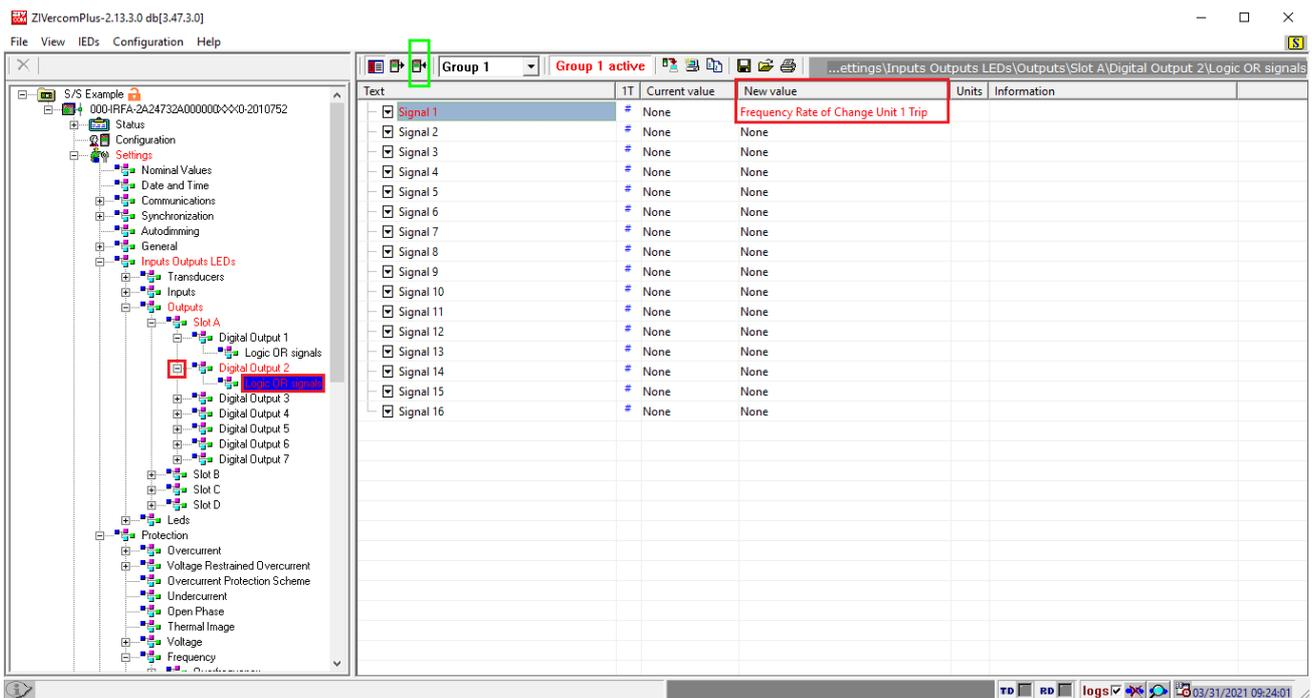 ZIVercomPlus-2.13.3.0 db[3.47.3.0]
File View IEDs Configuration Help
S
Group 1
Group 1 active
...ettings\Inputs Outputs LEDs\Outputs\Slot A\Digital Output 2\Logic OR signals
S/S Example
000-IRFA-2A24732A000000XXX0-2010752
Status
Configuration
Settings
Nominal Values
Date and Time
Communications
Synchronization
Autodimming
General
Inputs Outputs LEDs
Transducers
Inputs
Outputs
Slot A
Digital Output 1
Logic OR signals
Digital Output 2
Logic OR signals
Digital Output 3
Digital Output 4
Digital Output 5
Digital Output 6
Digital Output 7
Slot B
Slot C
Slot D
Leds
Protection
Overcurrent
Voltage Restrained Overcurrent
Overcurrent Protection Scheme
Undercurrent
Open Phase
Thermal Image
Voltage
Frequency
Text 1T Current value New value Units Information
Signal 1 # None Frequency Rate of Change Unit 1 Trip
Signal 2 # None None
Signal 3 # None None
Signal 4 # None None
Signal 5 # None None
Signal 6 # None None
Signal 7 # None None
Signal 8 # None None
Signal 9 # None None
Signal 10 # None None
Signal 11 # None None
Signal 12 # None None
Signal 13 # None None
Signal 14 # None None
Signal 15 # None None
Signal 16 # None None
TD RD logs 03/31/2021 09:24:01